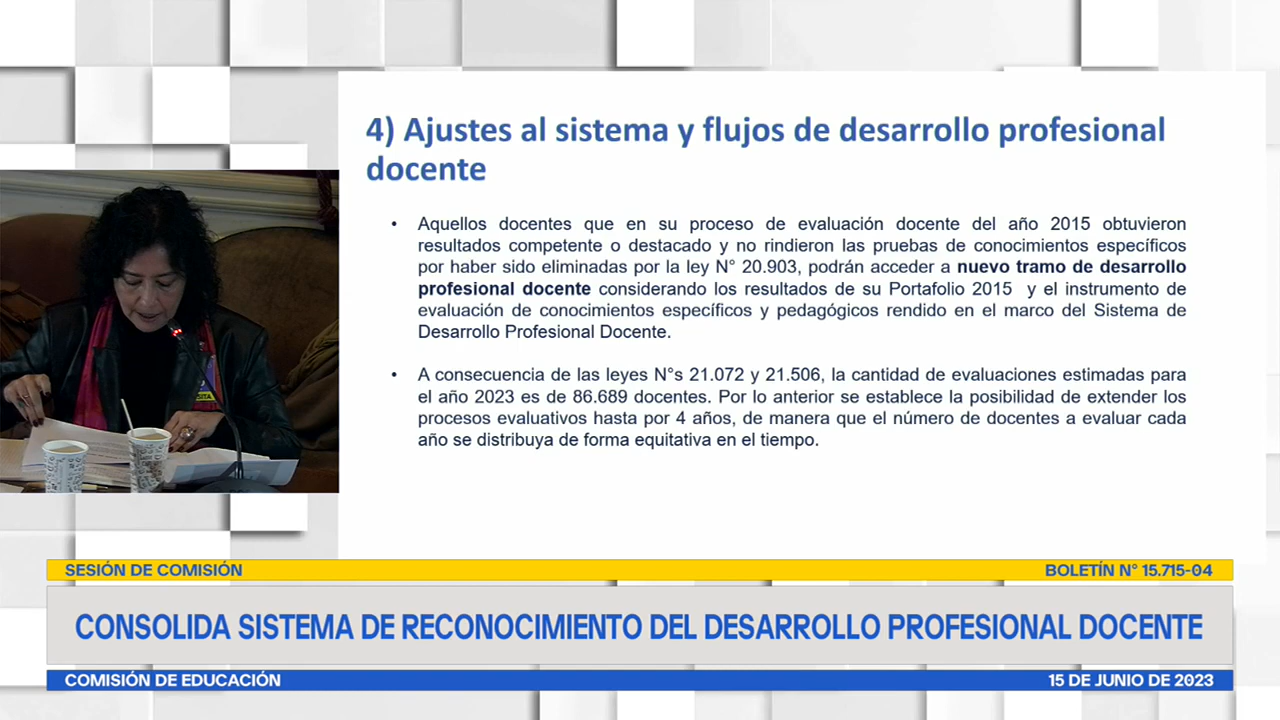 4) Ajustes al sistema y flujos de desarrollo profesional
docente
• Aquellos docentes que en su proceso de evaluación docente del año 2015 obtuvieron
resultados competente o destacado y no rindieron las pruebas de conocimientos específicos
por haber sido eliminadas por la ley N° 20.903, podrán acceder a nuevo tramo de desarrollo
profesional docente considerando los resultados de su Portafolio 2015 y el instrumento de
evaluación de conocimientos específicos y pedagógicos rendido en el marco del Sistema de
Desarrollo Profesional Docente.
• A consecuencia de las leyes N°s 21.072 y 21.506, la cantidad de evaluaciones estimadas para
el año 2023 es de 86.689 docentes. Por lo anterior se establece la posibilidad de extender los
procesos evaluativos hasta por 4 años, de manera que el número de docentes a evaluar cada
año se distribuya de forma equitativa en el tiempo.
SESIÓN DE COMISIÓN
BOLETÍN N° 15.715-04
CONSOLIDA SISTEMA DE RECONOCIMIENTO DEL DESARROLLO PROFESIONAL DOCENTE
COMISIÓN DE EDUCACIÓN
15 DE JUNIO DE 2023